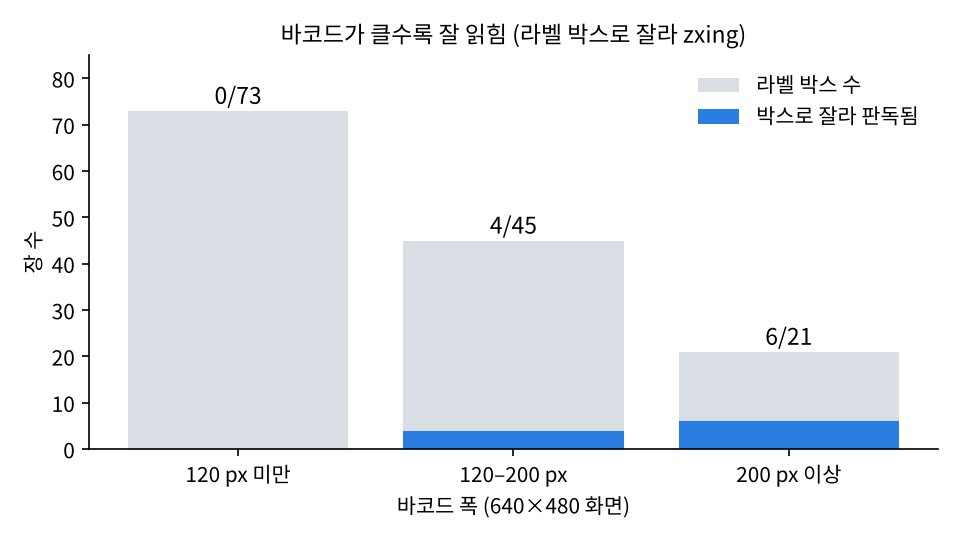 바코드가 클수록 잘 읽힘 (라벨 박스로 잘라 zxing)
라벨 박스 수
박스로 잘라 판독됨
장 수
80
70
60
50
40
30
20
10
0
0/73
4/45
6/21
120 px 미만
120–200 px
200 px 이상
바코드 폭 (640×480 화면)